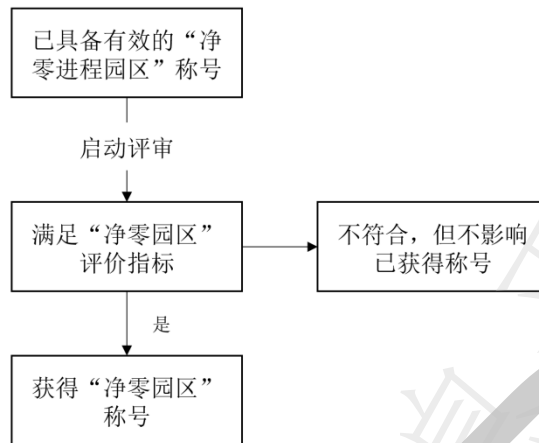 已具备有效的“净
零进程园区”称号
启动评审
满足“净零园区”
评价指标
不符合，但不影响
已获得称号
是
获得“净零园区”
称号